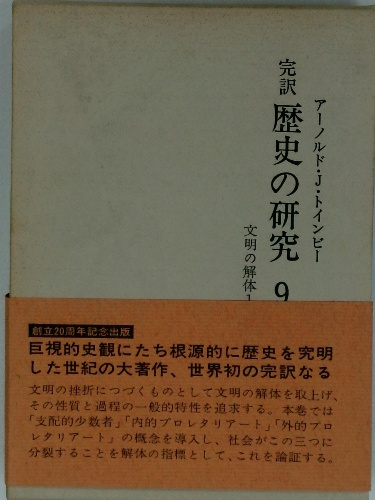 アーノルド・J・トインビー
完訳 歴史の研究 9
文明の解体1
創立20周年記念出版
巨視的史観にたち根源的に歴史を究明
した世紀の大著作、世界初の完訳なる
文明の挫折につづくものとして文明の解体を取上げ、
その性質と過程の一般的特性を追求する。本巻では
「支配的少数者」「内的プロレタリアート」「外的プロ
レタリアート」の概念を導入し、社会がこの三つに
分裂することを解体の指標として、これを論証する。